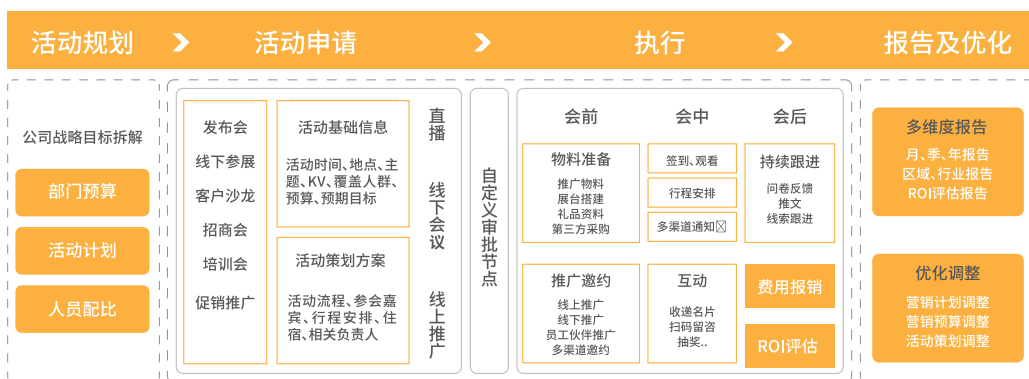 活动规划
活动申请
执行
报告及优化
公司战略目标拆解
部门预算
活动计划
人员配比
发布会
线下参展
客户沙龙
招商会
培训会
促销推广
活动基础信息
活动时间、地点、主
题、KV、覆盖人群、
预算、预期目标
活动策划方案
活动流程、参会嘉
宾、行程安排、住
宿、相关负责人
直播
线下会议
线上推广
自定义审批节点
会前
物料准备
推广物料
展台搭建
礼品资料
第三方采购
推广邀约
线上推广
线下推广
员工伙伴推广
多渠道邀约
会中
签到、观看
行程安排
多渠道通知
互动
收递名片
扫码留咨
抽奖..
会后
持续跟进
问卷反馈
推文
线索跟进
费用报销
ROI评估
多维度报告
月、季、年报告
区域、行业报告
ROI评估报告
优化调整
营销计划调整
营销预算调整
活动策划调整